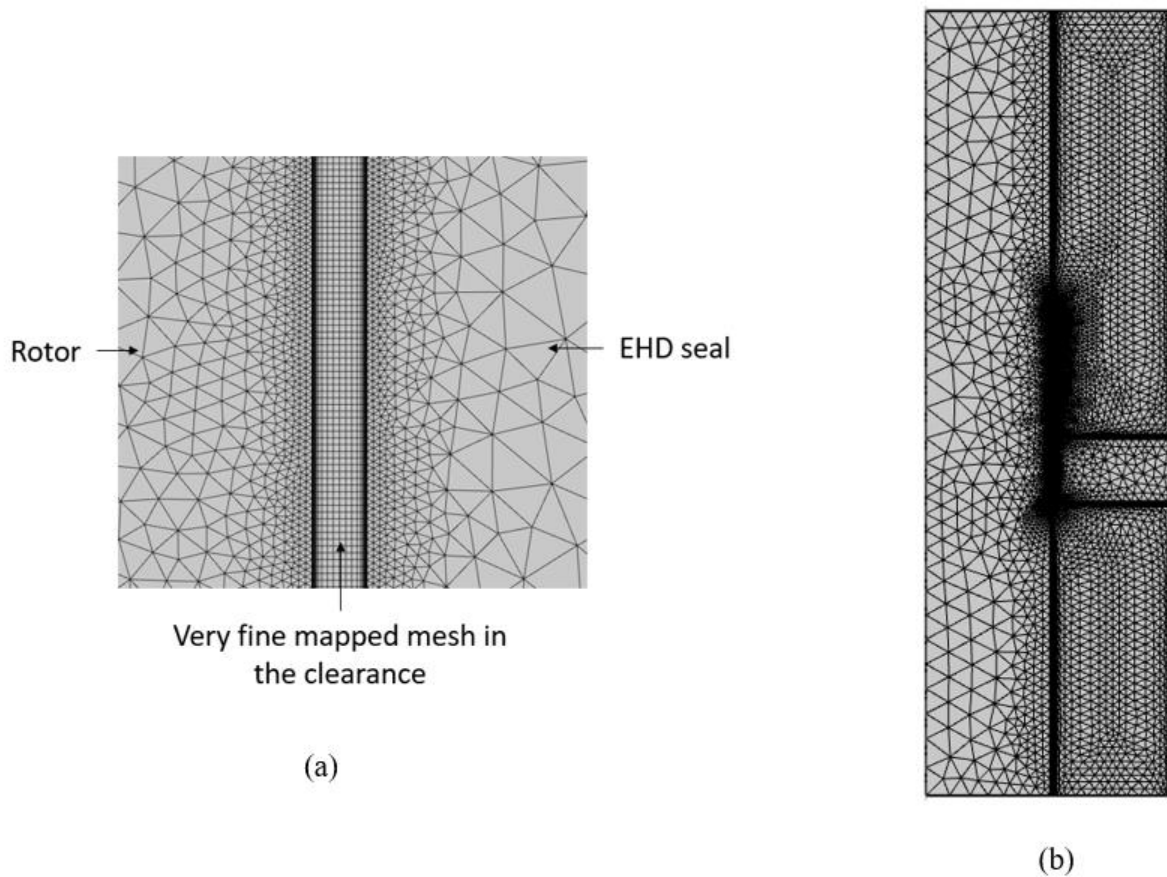 Rotor
EHD seal
Very fine mapped mesh in
the clearance
(a)
(b)